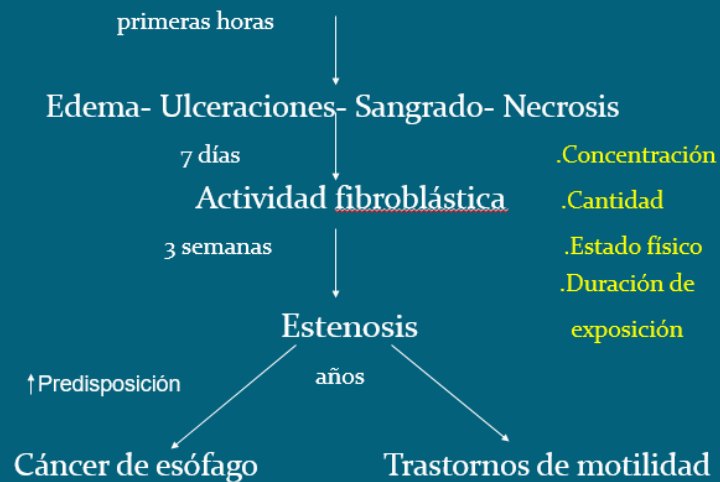 primeras horas
Edema- Ulceraciones- Sangrado- Necrosis
7 días
.Concentración
Actividad fibroblástica
.Cantidad
3 semanas
.Estado físico
.Duración de
exposición
Estenosis
años
↑Predisposición
Cáncer de esófago
Trastornos de motilidad